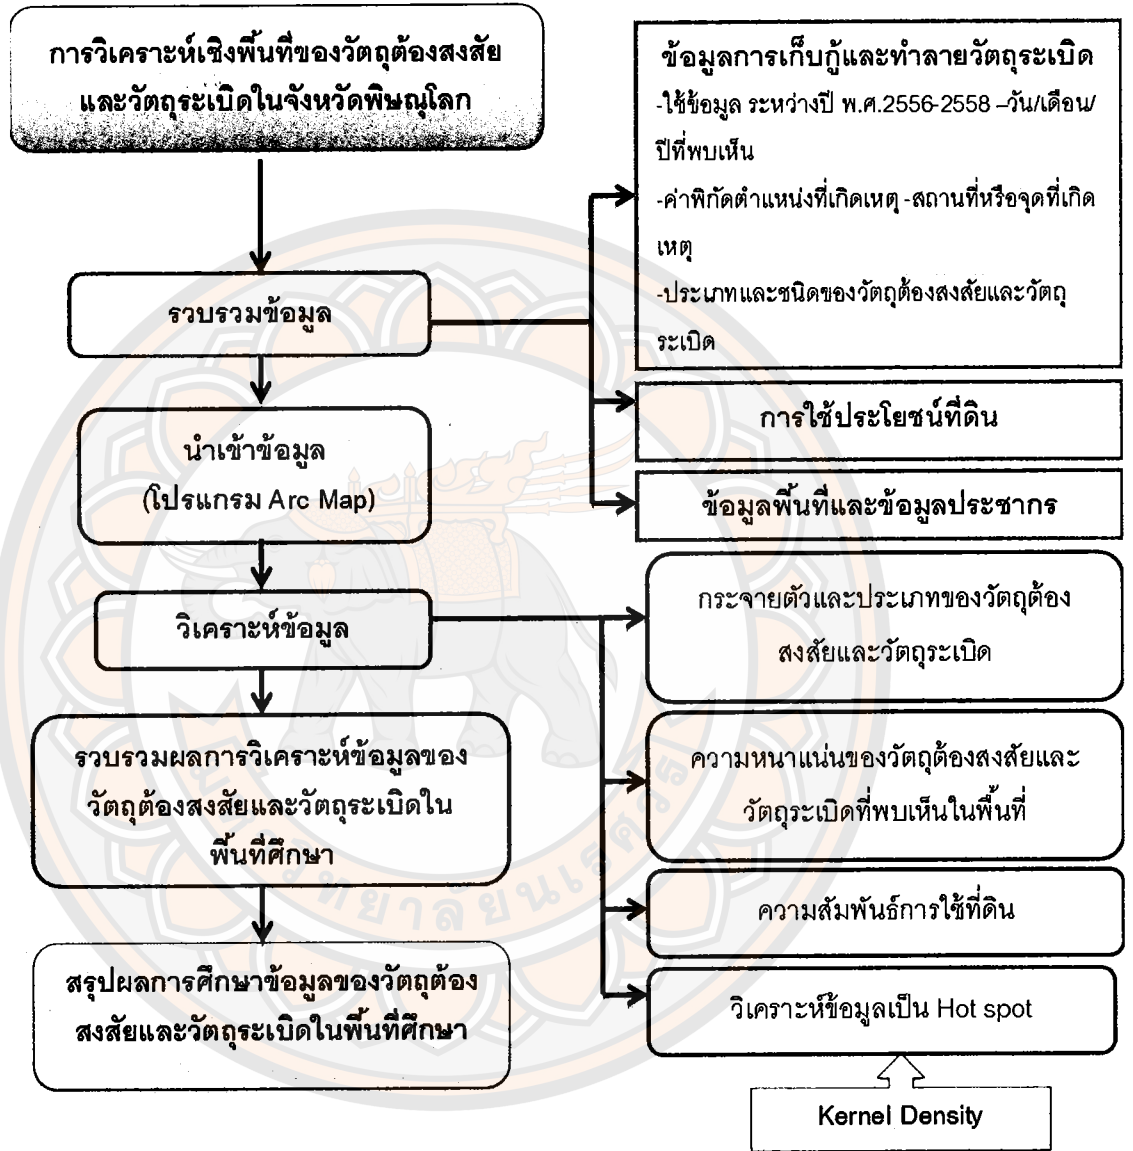 การวิเคราะห์เชิงพื้นที่ของวัตถุต้องสงสัย
และวัตถุระเบิดในจังหวัดพิษณุโลก
รวบรวมข้อมูล
นำเข้าข้อมูล
(โปรแกรม Arc Map)
วิเคราะห์ข้อมูล
รวบรวมผลการวิเคราะห์ข้อมูลของ
วัตถุต้องสงสัยและวัตถุระเบิดใน
พื้นที่ศึกษา
สรุปผลการศึกษาข้อมูลของวัตถุต้อง
สงสัยและวัตถุระเบิดในพื้นที่ศึกษา
ข้อมูลการเก็บกู้และทำลายวัตถุระเบิด
-ใช้ข้อมูล ระหว่างปี พ.ศ.2556-2558 –วัน/เดือน/
ปีที่พบเห็น
-ค่าพิกัดตำแหน่งที่เกิดเหตุ -สถานที่หรือจุดที่เกิด
เหตุ
-ประเภทและชนิดของวัตถุต้องสงสัยและวัตถุ
ระเบิด
การใช้ประโยชน์ที่ดิน
ข้อมูลพื้นที่และข้อมูลประชากร
กระจายตัวและประเภทของวัตถุต้อง
สงสัยและวัตถุระเบิด
ความหนาแน่นของวัตถุต้องสงสัยและ
วัตถุระเบิดที่พบเห็นในพื้นที่
ความสัมพันธ์การใช้ที่ดิน
วิเคราะห์ข้อมูลเป็น Hot spot
Kernel Density
มหาวิทยาลัยนเรศวร